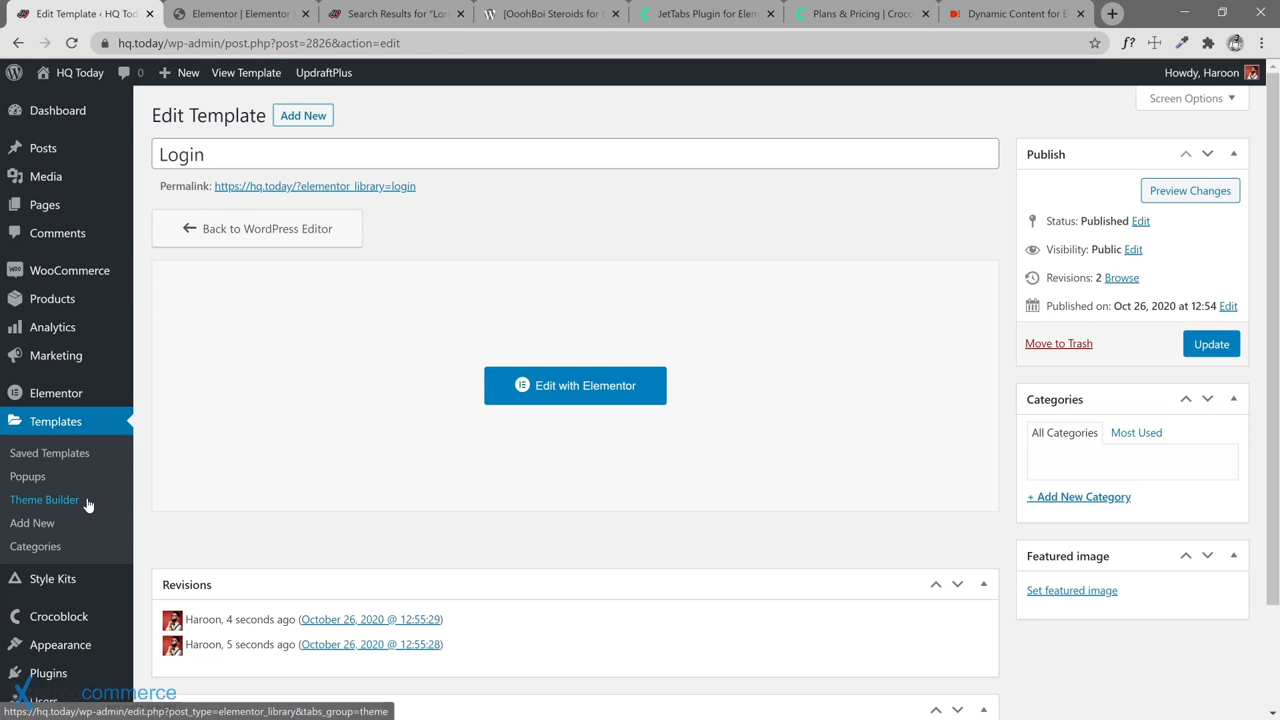 Edit Template ‹ HQ Today
Elementor | Elementor
Search Results for "Lor
[OoohBoi Steroids for
JetTabs Plugin for Elem
Plans & Pricing | Croco
Dynamic Content for E
hq.today/wp-admin/post.php?post=2826&action=edit
HQ Today
0
New
View Template
UpdraftPlus
Howdy, Haroon
Dashboard
Posts
Media
Pages
Comments
WooCommerce
Products
Analytics
Marketing
Elementor
Templates
Saved Templates
Popups
Theme Builder
Add New
Categories
Style Kits
Crocoblock
Appearance
Plugins
Users
Screen Options
Edit Template
Add New
Login
Permalink: https://hq.today/?elementor_library=login
Back to WordPress Editor
Edit with Elementor
Revisions
Haroon, 4 seconds ago (October 26, 2020 @ 12:55:29)
Haroon, 5 seconds ago (October 26, 2020 @ 12:55:28)
Publish
Preview Changes
Status: Published Edit
Visibility: Public Edit
Revisions: 2 Browse
Published on: Oct 26, 2020 at 12:54 Edit
Move to Trash
Update
Categories
All Categories
Most Used
+ Add New Category
Featured image
Set featured image
commerce
https://hq.today/wp-admin/edit.php?post_type=elementor_library&tabs_group=theme